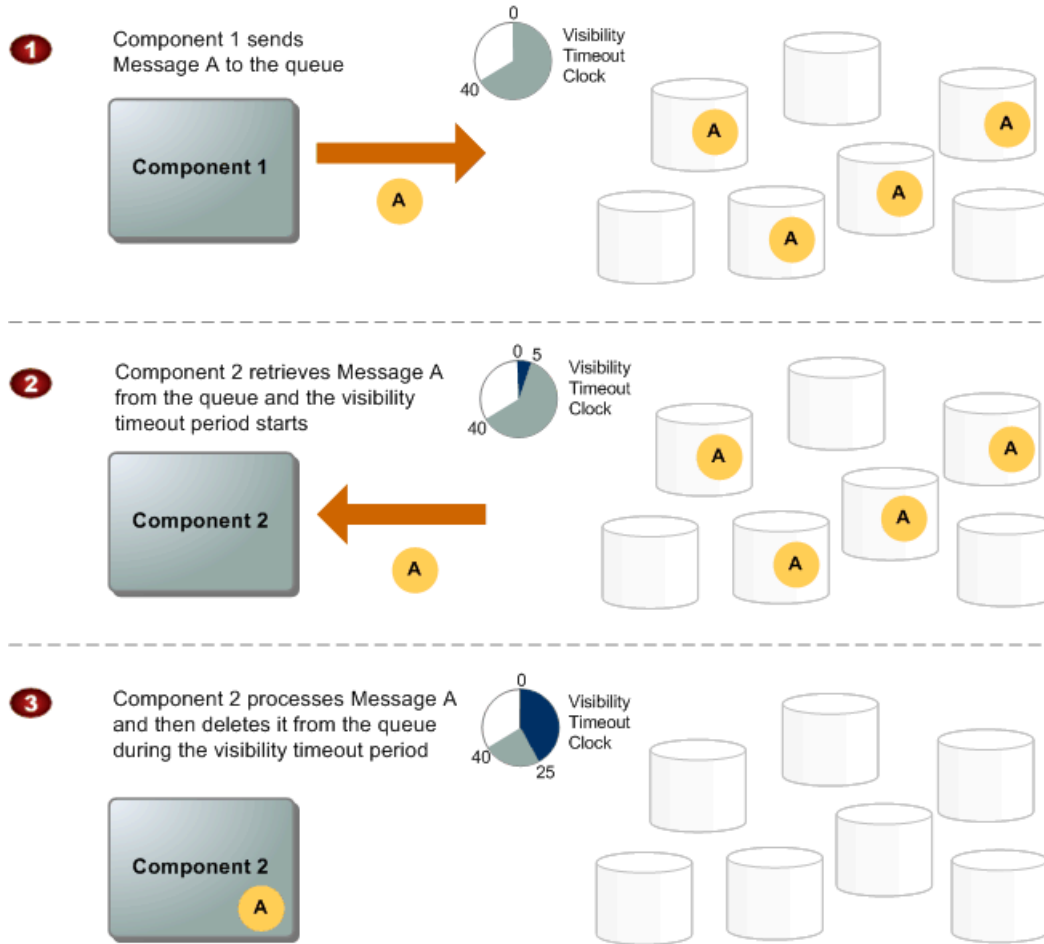 1
Component 1 sends
Message A to the queue
0
40
Visibility
Timeout
Clock
Component 1
A
A
A
A
A
2
Component 2 retrieves Message A
from the queue and the visibility
timeout period starts
0 5
40
Visibility
Timeout
Clock
Component 2
A
A
A
A
A
3
Component 2 processes Message A
and then deletes it from the queue
during the visibility timeout period
0
40
25
Visibility
Timeout
Clock
Component 2
A